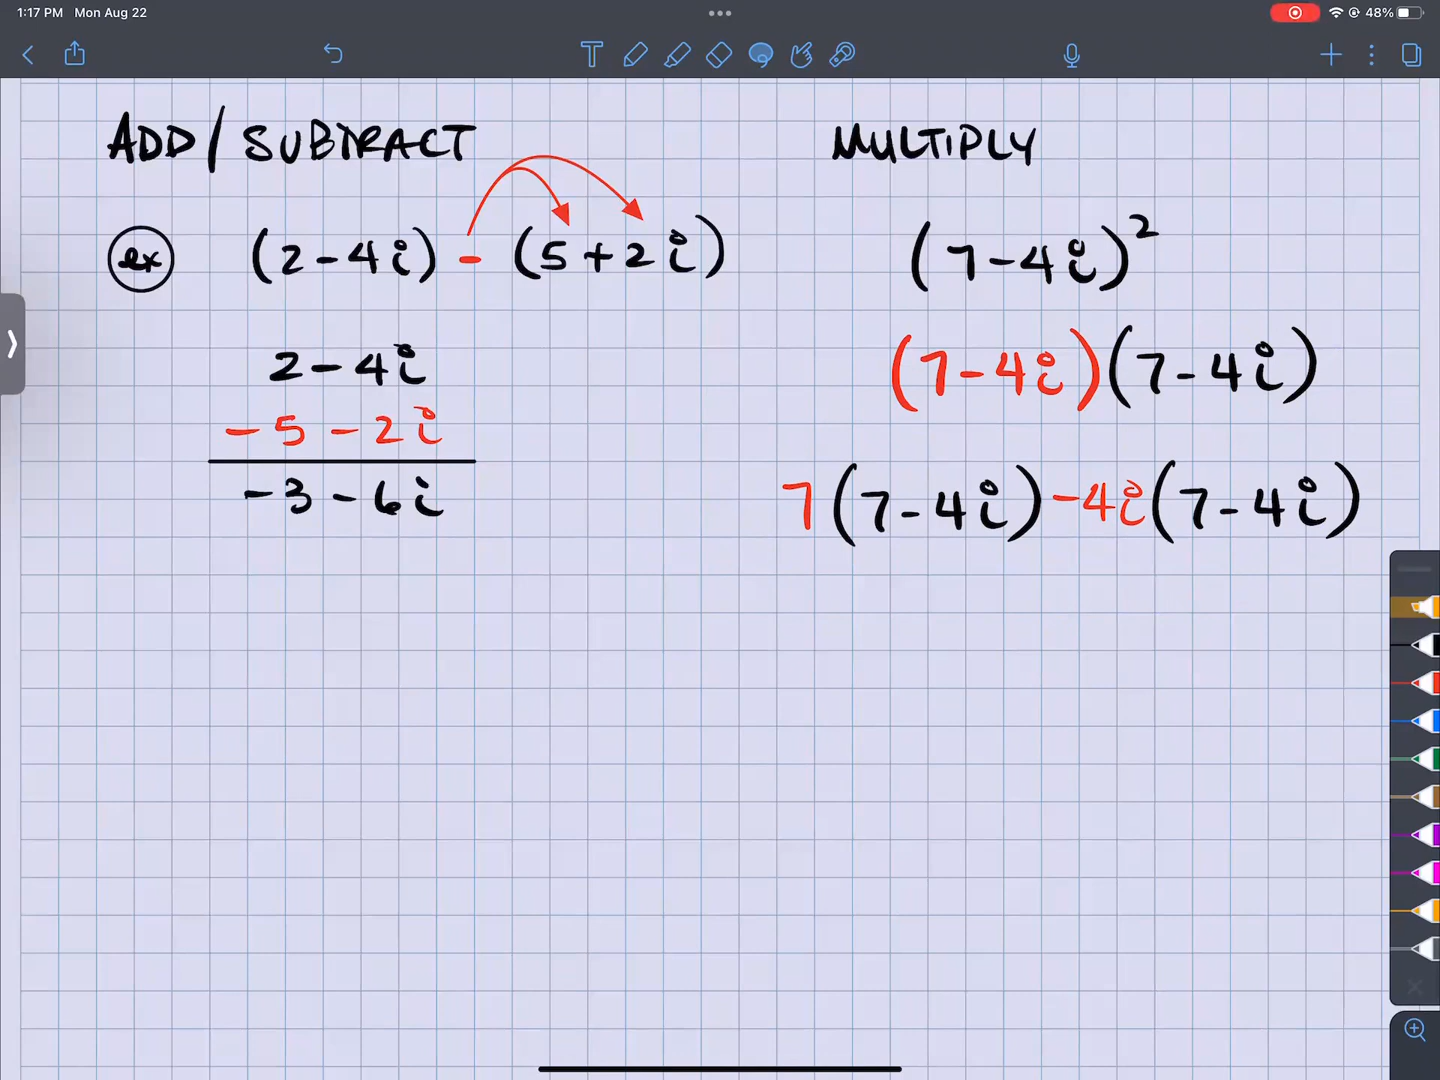 1:17 PM Mon Aug 22
48%
ADD / SUBTRACT
ex (2-4i) - (5+2i)
2-4i
-5-2i
-3-6i
MULTIPLY
(7-4i)²
(7-4i)(7-4i)
7(7-4i)-4i(7-4i)